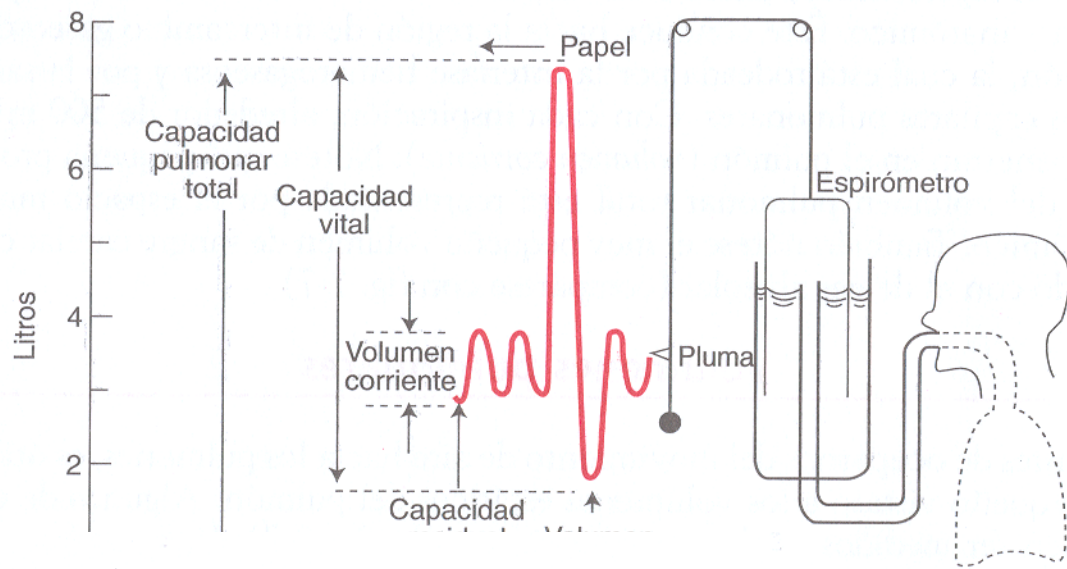 8
Papel
Capacidad
pulmonar
total
6
Capacidad
vital
Espirómetro
Litros
4
Volumen
corriente
Pluma
2
Capacidad